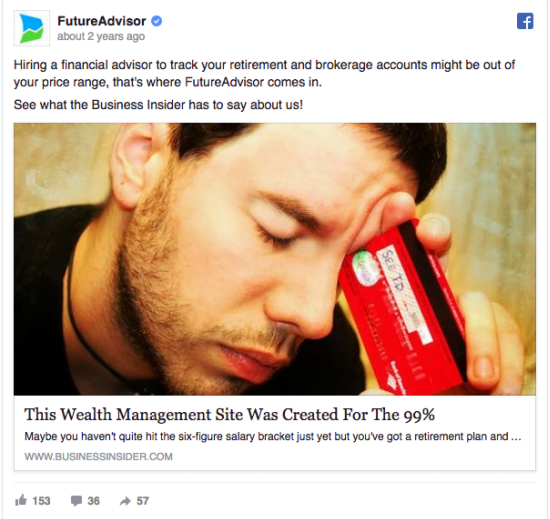 FutureAdvisor
about 2 years ago
Hiring a financial advisor to track your retirement and brokerage accounts might be out of
your price range, that's where FutureAdvisor comes in.
See what the Business Insider has to say about us!
SEE I.D
This Wealth Management Site Was Created For The 99%
Maybe you haven't quite hit the six-figure salary bracket just yet but you've got a retirement plan and ...
WWW.BUSINESSINSIDER.COM
153 36 57